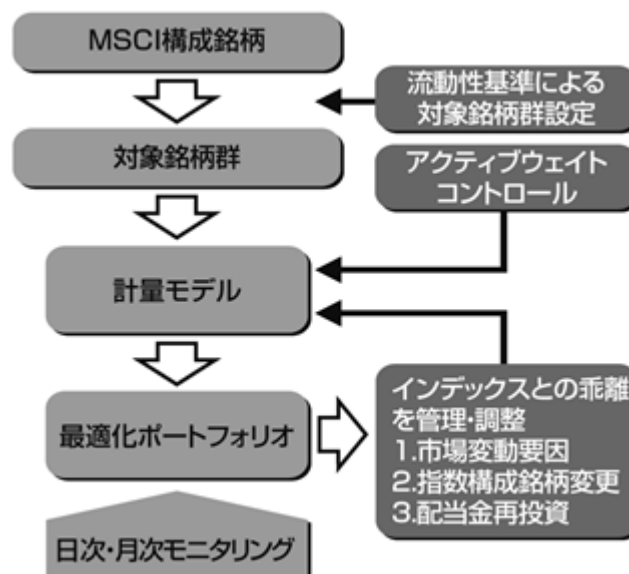 MSCI構成銘柄
流動性基準による
対象銘柄群設定
対象銘柄群
アクティブウェイト
コントロール
計量モデル
最適化ポートフォリオ
インデックスとの乖離
を管理・調整
1.市場変動要因
2.指数構成銘柄変更
3.配当金再投資
日次・月次モニタリング